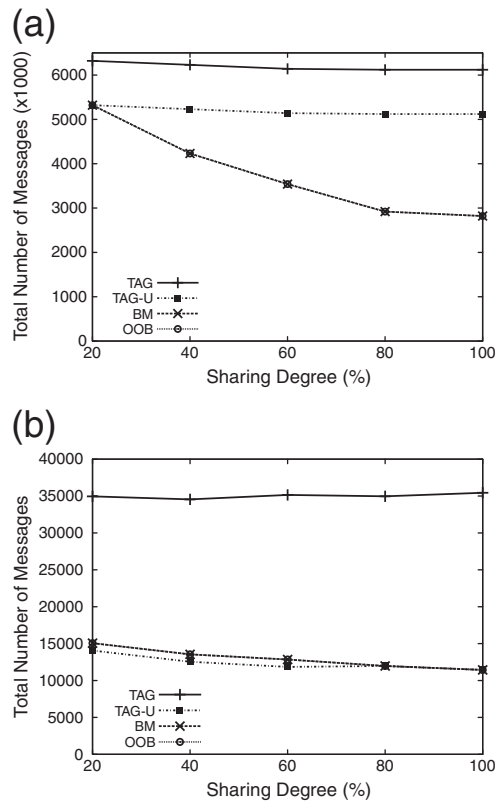 (a)
Total Number of Messages (x1000)
6000
5000
4000
3000
2000
1000
0
TAG
TAG-U
BM
OOB
20 40 60 80 100
Sharing Degree (%)
(b)
Total Number of Messages
40000
35000
30000
25000
20000
15000
10000
5000
0
TAG
TAG-U
BM
OOB
20 40 60 80 100
Sharing Degree (%)